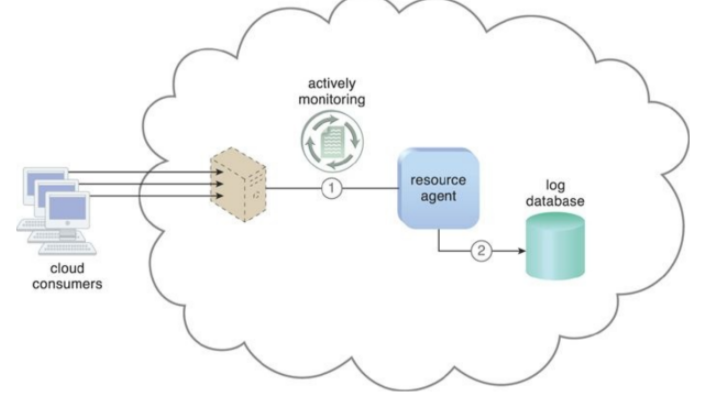 actively
monitoring
1
resource
agent
log
database
2
cloud
consumers